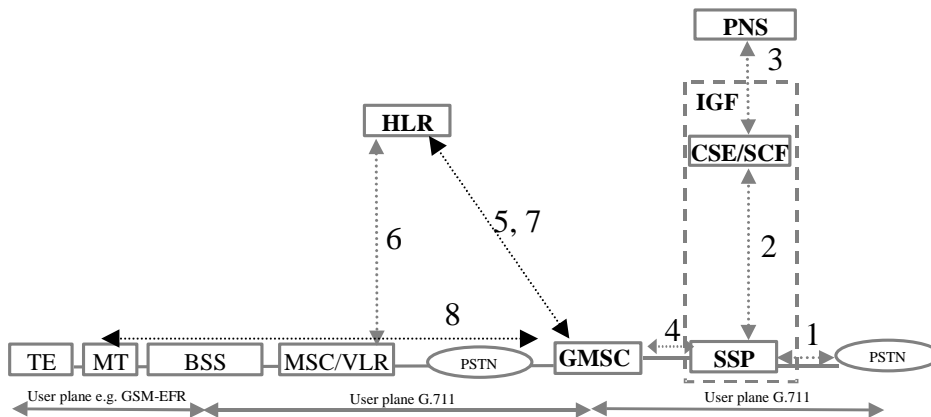 PNS
3
IGF
HLR
CSE/SCF
5, 7
6
2
8
4
1
TE
MT
BSS
MSC/VLR
PSTN
GMSC
SSP
PSTN
User plane e.g. GSM-EFR
User plane G.711
User plane G.711